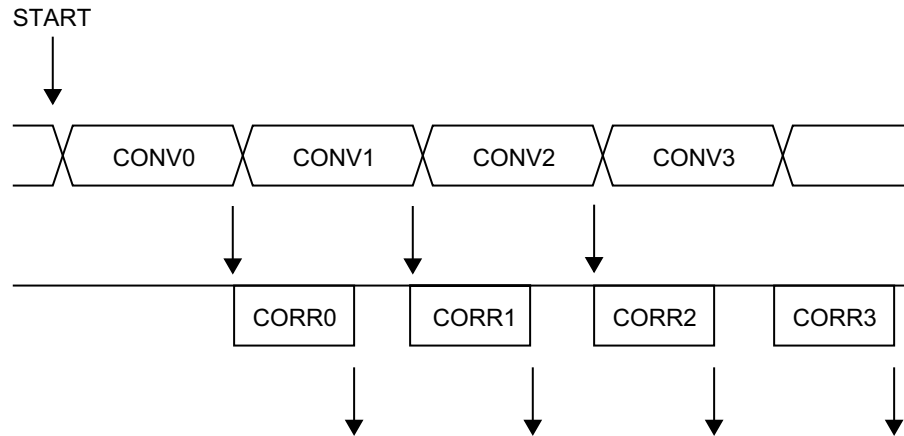 START
CONV0
CONV1
CONV2
CONV3
CORR0
CORR1
CORR2
CORR3